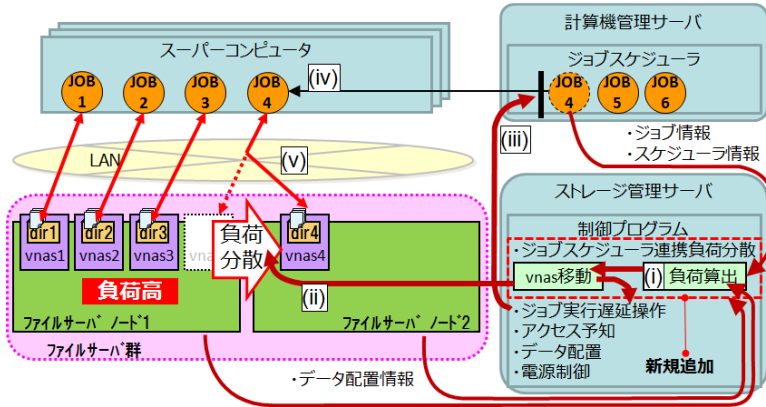 スーパーコンピュータ
JOB
1
JOB
2
JOB
3
JOB
4
(iv)
計算機管理サーバ
ジョブスケジューラ
JOB
4
JOB
5
JOB
6
(iii)
・ジョブ情報
・スケジューラ情報
LAN
(v)
dir1
vnas1
dir2
vnas2
dir3
vnas3
負荷
分散
dir4
vnas4
負荷高
(ii)
ファイルサーバ ノード1
ファイルサーバ ノード2
ファイルサーバ群
ストレージ管理サーバ
制御プログラム
・ジョブスケジューラ連携負荷分散
vnas移動
(i)
負荷算出
・ジョブ実行遅延操作
・アクセス予知
・データ配置
・電源制御
新規追加
・データ配置情報